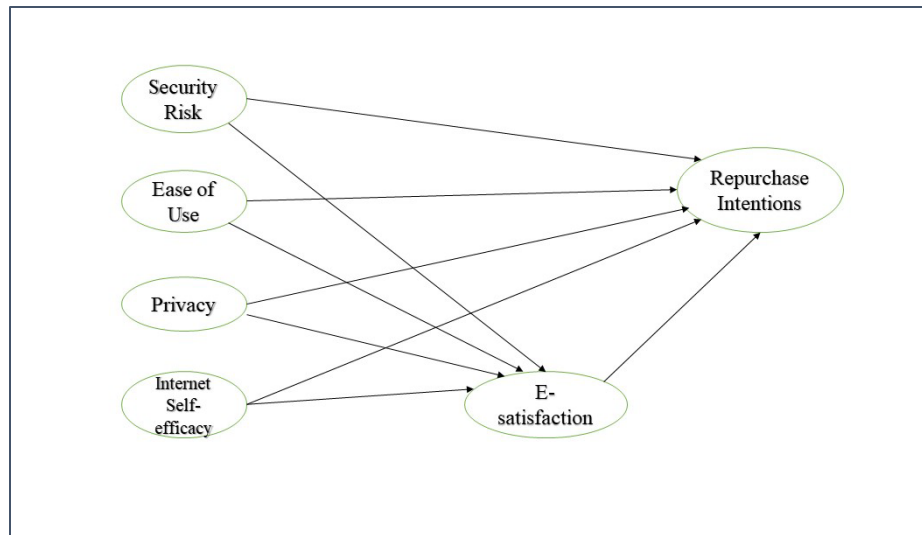 Security
Risk
Ease of
Use
Repurchase
Intentions
Privacy
Internet
Self-
efficacy
E-
satisfaction